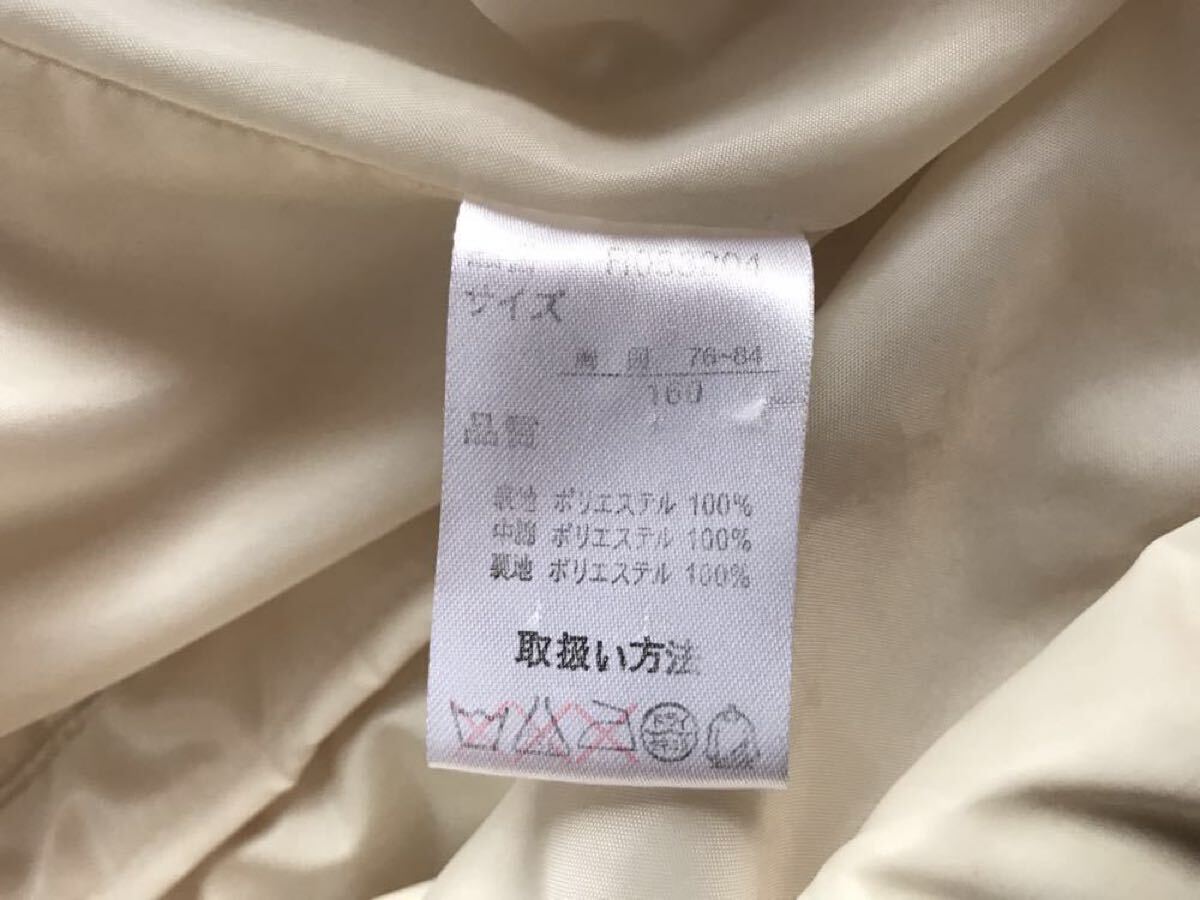 サイズ
胸囲 76~84
160
品質
表地 ポリエステル 100%
中綿 ポリエステル 100%
裏地 ポリエステル 100%
取扱い方法